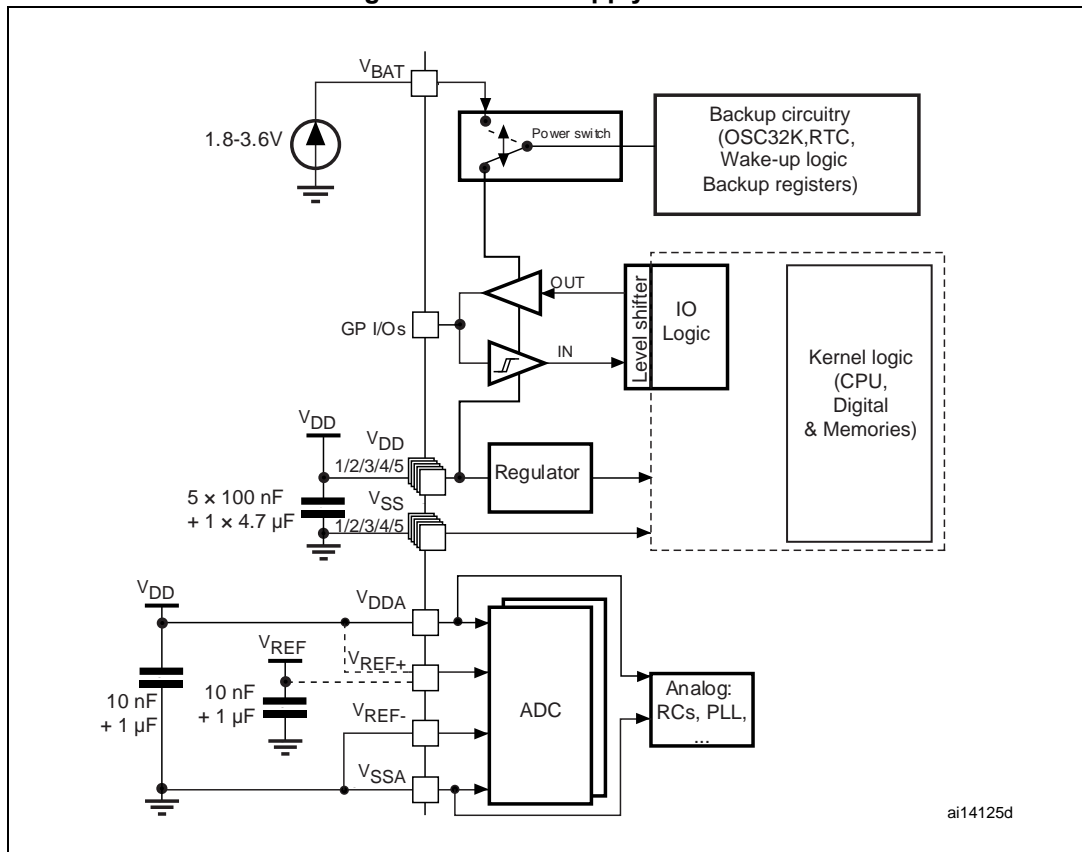 VBAT
1.8-3.6V
Power switch
Backup circuitry
(OSC32K,RTC,
Wake-up logic
Backup registers)
GP I/Os
OUT
IN
Level shifter
IO
Logic
Kernel logic
(CPU,
Digital
& Memories)
VDD
VDD
1/2/3/4/5
Regulator
5 × 100 nF
+ 1 × 4.7 µF
VSS
1/2/3/4/5
VDD
VDDA
VREF
VREF+
10 nF
+ 1 µF
10 nF
+ 1 µF
VREF-
VSSA
ADC
Analog:
RCs, PLL,
...
ai14125d